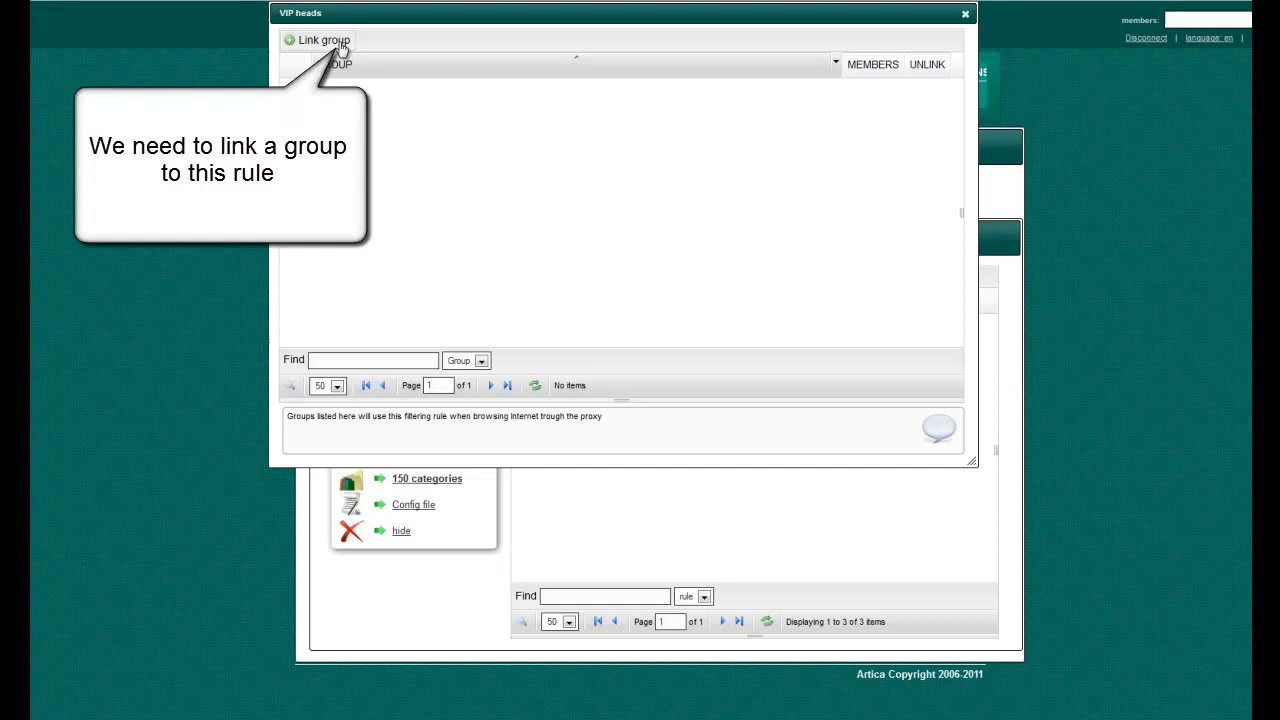 VIP heads
members:
Disconnect | language: en |
Link group
MEMBERS UNLINK
We need to link a group
to this rule
Find Group
50 Page 1 of 1 No items
Groups listed here will use this filtering rule when browsing Internet trough the proxy
150 categories
Config file
hide
Find rule
50 Page 1 of 1 Displaying 1 to 3 of 3 items
Artica Copyright 2006-2011